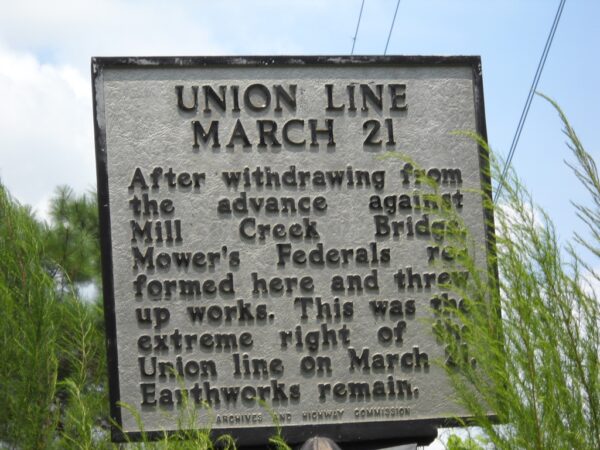 UNION LINE
MARCH 21
After withdrawing from
the advance against
Mill Creek Bridge,
Mower's Federals re-
formed here and threw
up works. This was the
extreme right of the
Union line on March 21.
Earthworks remain.
ARCHIVES AND HIGHWAY COMMISSION